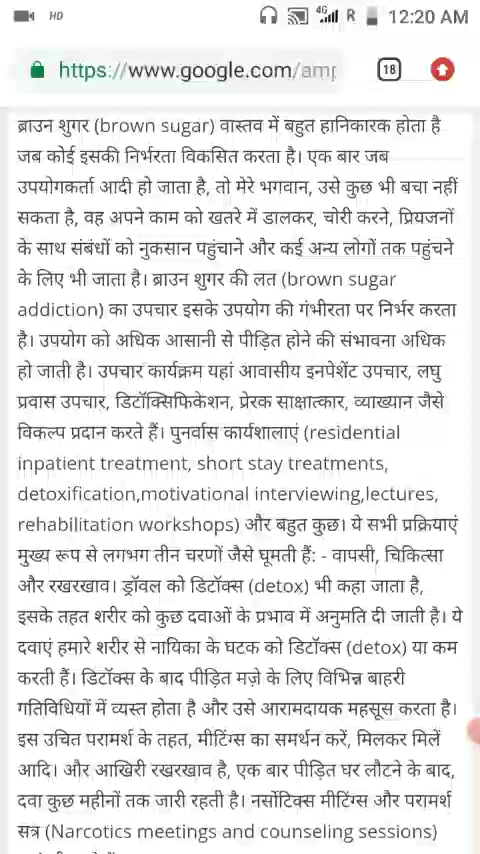 HD 4G R 12:20 AM
https://www.google.com/amp 18
ब्राउन शुगर (brown sugar) वास्तव में बहुत हानिकारक होता है
जब कोई इसकी निर्भरता विकसित करता है। एक बार जब
उपयोगकर्ता आदी हो जाता है, तो मेरे भगवान, उसे कुछ भी बचा नहीं
सकता है, वह अपने काम को खतरे में डालकर, चोरी करने, प्रियजनों
के साथ संबंधों को नुकसान पहुंचाने और कई अन्य लोगों तक पहुंचने
के लिए भी जाता है। ब्राउन शुगर की लत (brown sugar
addiction) का उपचार इसके उपयोग की गंभीरता पर निर्भर करता
है। उपयोग को अधिक आसानी से पीड़ित होने की संभावना अधिक
हो जाती है। उपचार कार्यक्रम यहां आवासीय इनपेशेंट उपचार, लघु
प्रवास उपचार, डिटॉक्सिफिकेशन, प्रेरक साक्षात्कार, व्याख्यान जैसे
विकल्प प्रदान करते हैं। पुनर्वास कार्यशालाएं (residential
inpatient treatment, short stay treatments,
detoxification,motivational interviewing,lectures,
rehabilitation workshops) और बहुत कुछ। ये सभी प्रक्रियाएं
मुख्य रूप से लगभग तीन चरणों जैसे घूमती हैं: - वापसी, चिकित्सा
और रखरखाव। ड्रॉवल को डिटॉक्स (detox) भी कहा जाता है,
इसके तहत शरीर को कुछ दवाओं के प्रभाव में अनुमति दी जाती है। ये
दवाएं हमारे शरीर से नायिका के घटक को डिटॉक्स (detox) या कम
करती हैं। डिटॉक्स के बाद पीड़ित मज़े के लिए विभिन्न बाहरी
गतिविधियों में व्यस्त होता है और उसे आरामदायक महसूस करता है।
इस उचित परामर्श के तहत, मीटिंग्स का समर्थन करें, मिलकर मिलें
आदि। और आखिरी रखरखाव है, एक बार पीड़ित घर लौटने के बाद,
दवा कुछ महीनों तक जारी रहती है। नर्सोटिक्स मीटिंग्स और परामर्श
सत्र (Narcotics meetings and counseling sessions)